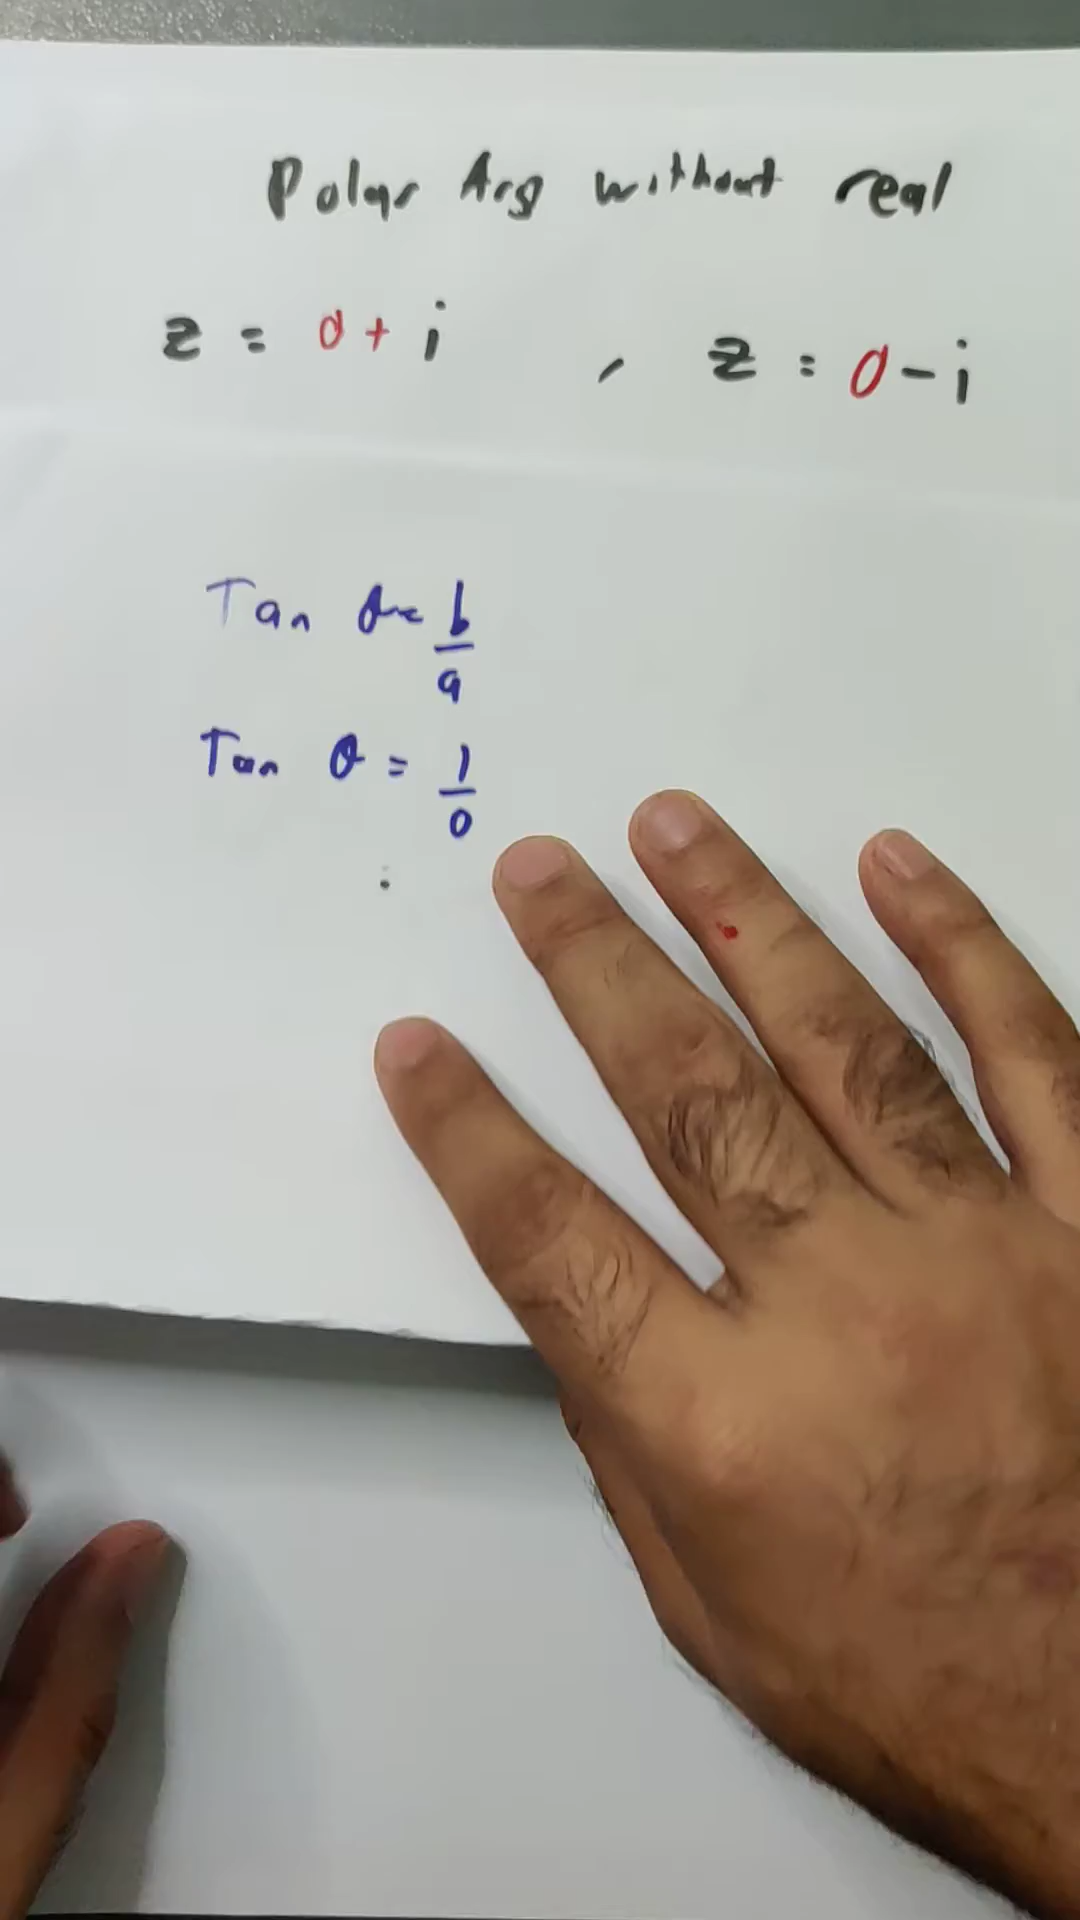 Polar Arg without real
z = 0 + i , z = 0 - i
Tan θ = b/a
Tan θ = 1/0